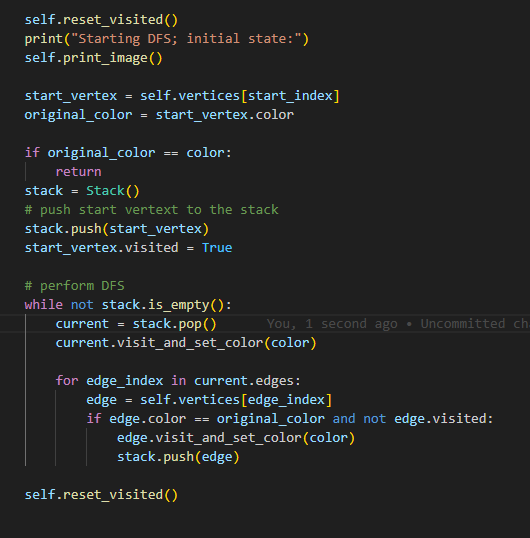 self.reset_visited()
print("Starting DFS; initial state:")
self.print_image()
start_vertex = self.vertices[start_index]
original_color = start_vertex.color
if original_color == color:
return
stack = Stack()
# push start vertext to the stack
stack.push(start_vertex)
start_vertex.visited = True
# perform DFS
while not stack.is_empty():
current = stack.pop() You, 1 second ago • Uncommitted ch
current.visit_and_set_color(color)
for edge_index in current.edges:
edge = self.vertices[edge_index]
if edge.color == original_color and not edge.visited:
edge.visit_and_set_color(color)
stack.push(edge)
self.reset_visited()